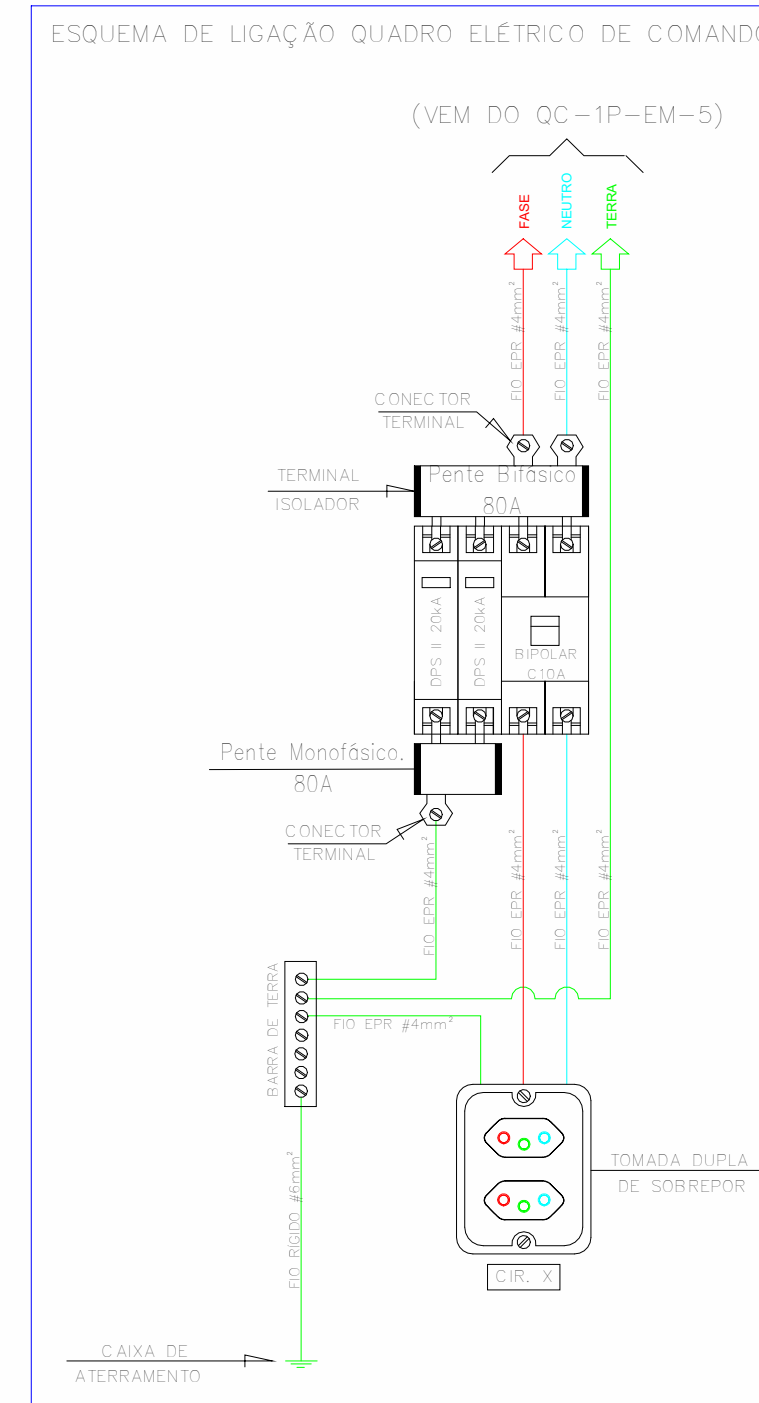 ESQUEMA DE LIGAÇÃO QUADRO ELÉTRICO DE COMANDO
(VEM DO QC-1P-EM-5)
FASE
NEUTRO
TERRA
FIO EPR #4mm²
FIO EPR #4mm²
FIO EPR #4mm²
CONECTOR
TERMINAL
TERMINAL
ISOLADOR
Pente Bifásico
80A
DPS II 20kA
DPS II 20kA
BIPOLAR
C10A
Pente Monofásico.
80A
CONECTOR
TERMINAL
FIO EPR #4mm²
FIO EPR #4mm²
FIO EPR #4mm²
FIO EPR #4mm²
BARRA DE TERRA
FIO EPR #4mm²
FIO RÍGIDO #6mm²
TOMADA DUPLA
DE SOBREPOR
CIR. X
CAIXA DE
ATERRAMENTO